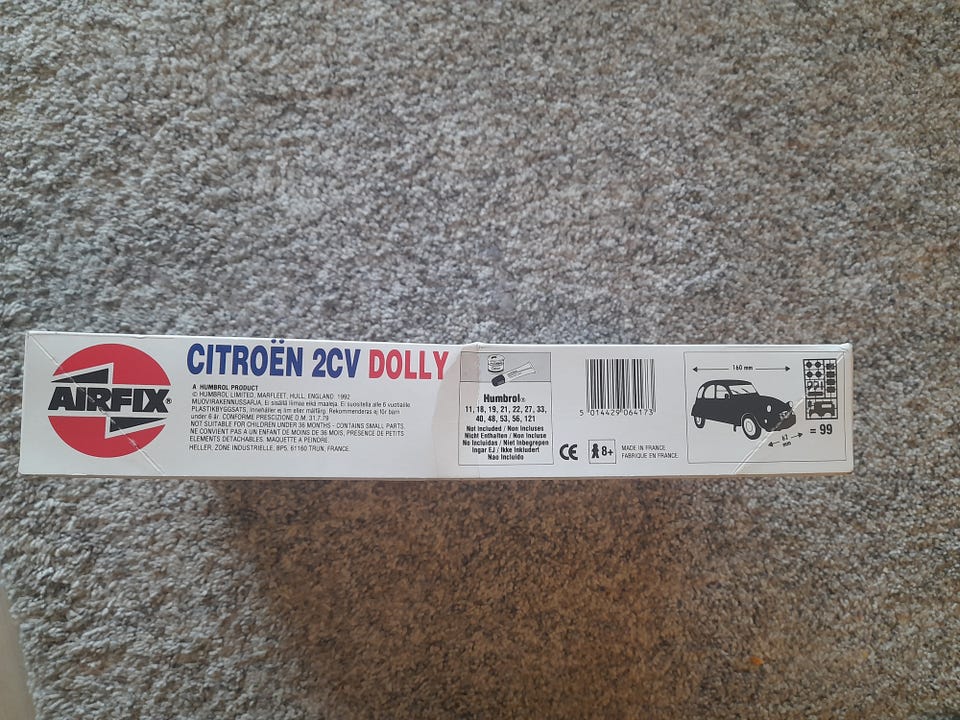 AIRFIX®
CITROËN 2CV DOLLY
A HUMBROL PRODUCT
© HUMBROL LIMITED, MARFLEET, HULL, ENGLAND 1992
MUOVIRAKENNUSSARJA, Ei sisällä liimaa eikä maaleja. Ei suositella alle 6 vuotiaille
PLASTIKBYGGSATS, innehåller ej lim eller målfärg. Rekommenderas ej för barn
under 6 år. CONFORME PRESCIZIONE D.M. 31.7.79
NOT SUITABLE FOR CHILDREN UNDER 36 MONTHS - CONTAINS SMALL PARTS.
NE CONVIENT PAS A UN ENFANT DE MOINS DE 36 MOIS, PRESENCE DE PETITS
ELEMENTS DETACHABLES. MAQUETTE A PEINDRE.
HELLER, ZONE INDUSTRIELLE, BP5, 61160 TRUN, FRANCE.
Humbrol®
11, 18, 19, 21, 22, 27, 33,
40, 48, 53, 56, 121
Not Included / Non Incluses
Nicht Enthalten / Non Incluse
No Incluidas / Niet Inbegrepen
Ingar EJ / Ikke Inkludert
Nao Incluido
5 014429 064173
CE
8+
MADE IN FRANCE
FABRIQUE EN FRANCE
160 mm
= 99